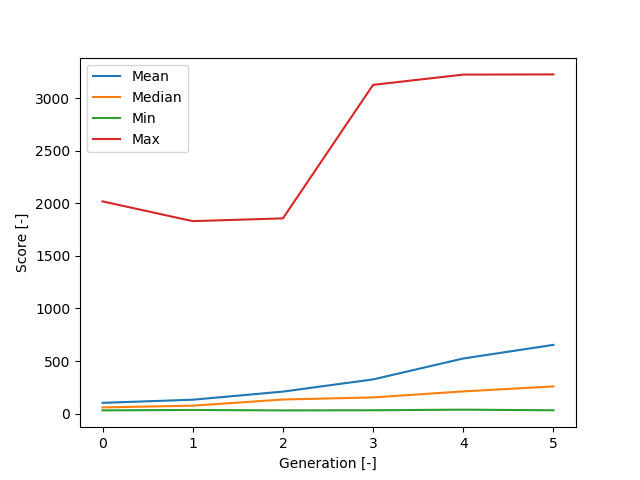 Mean
Median
Min
Max
3000
2500
2000
1500
1000
500
0
Score [-]
0 1 2 3 4 5
Generation [-]